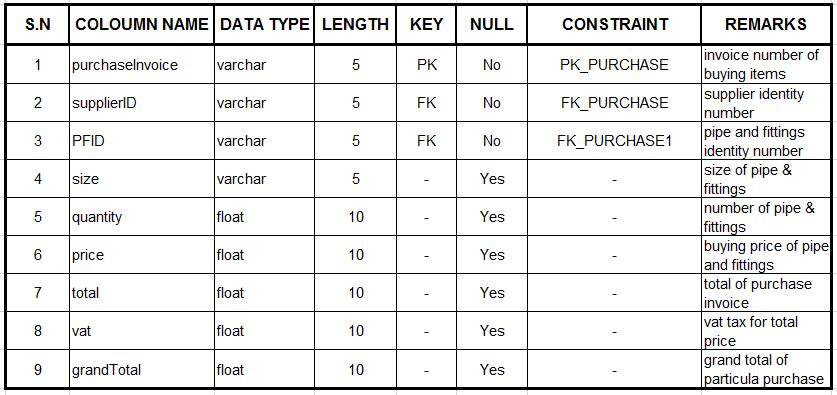 S.N COLOUMN NAME DATA TYPE LENGTH KEY NULL CONSTRAINT REMARKS
1 purchaseInvoice varchar 5 PK No PK_PURCHASE invoice number of
buying items
2 supplierID varchar 5 FK No FK_PURCHASE supplier identity
number
3 PFID varchar 5 FK No FK_PURCHASE1 pipe and fittings
identity number
4 size varchar 5 - Yes - size of pipe &
fittings
5 quantity float 10 - Yes - number of pipe &
fittings
6 price float 10 - Yes - buying price of pipe
and fittings
7 total float 10 - Yes - total of purchase
invoice
8 vat float 10 - Yes - vat tax for total
price
9 grandTotal float 10 - Yes - grand total of
particula purchase